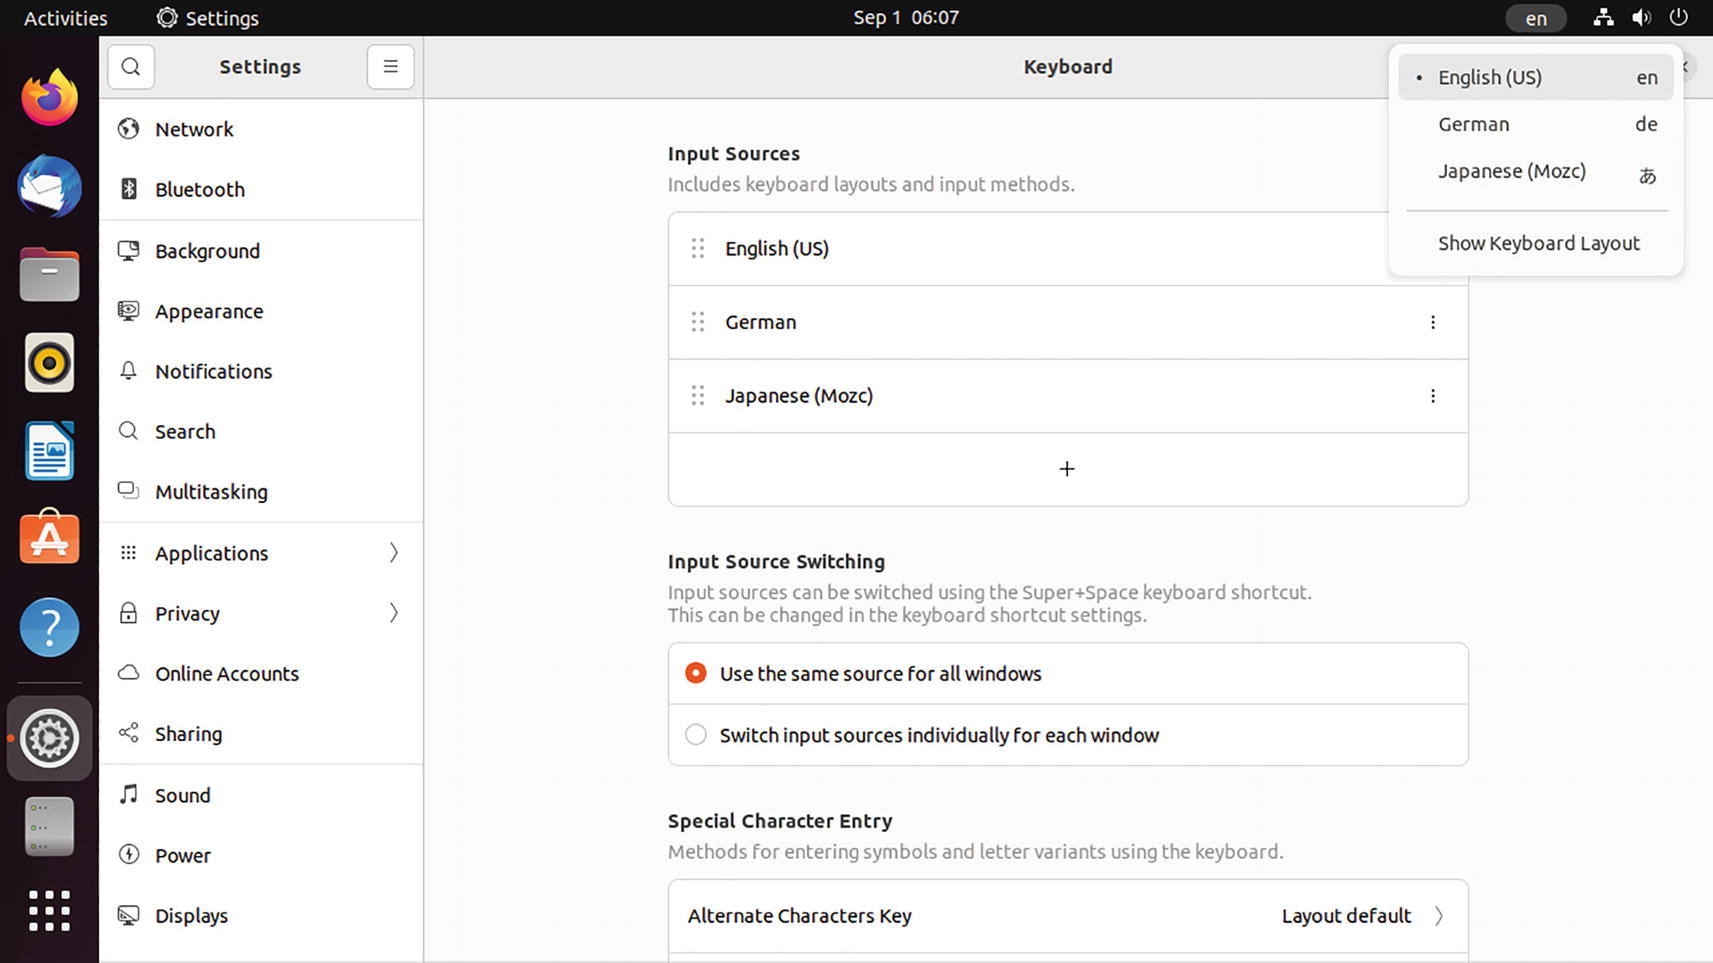 Activities
Settings
Sep 1 06:07
en
Settings
Keyboard
English (US) en
German de
Japanese (Mozc) あ
Show Keyboard Layout
Network
Bluetooth
Background
Appearance
Notifications
Search
Multitasking
Applications
Privacy
Online Accounts
Sharing
Sound
Power
Displays
Input Sources
Includes keyboard layouts and input methods.
English (US)
German
Japanese (Mozc)
+
Input Source Switching
Input sources can be switched using the Super+Space keyboard shortcut.
This can be changed in the keyboard shortcut settings.
Use the same source for all windows
Switch input sources individually for each window
Special Character Entry
Methods for entering symbols and letter variants using the keyboard.
Alternate Characters Key Layout default